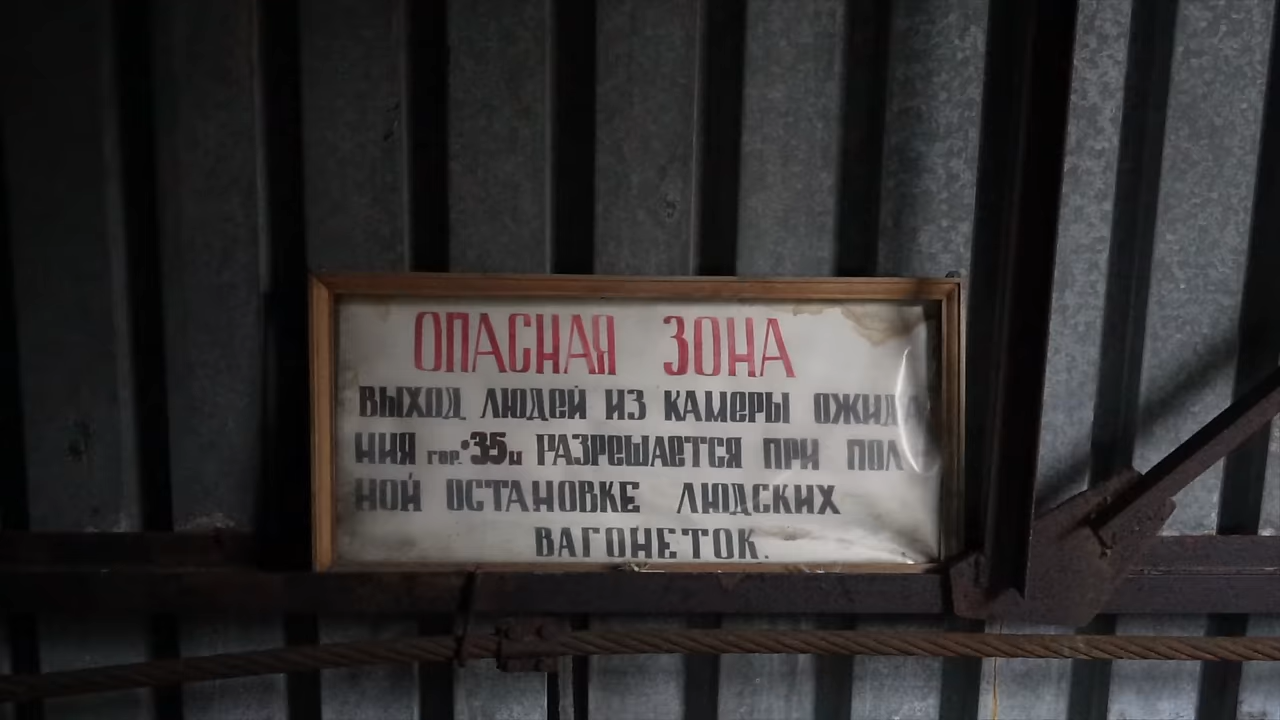 ОПАСНАЯ ЗОНА
ВЫХОД ЛЮДЕЙ ИЗ КАМЕРЫ ОЖИДА
НИЯ гор. 35м РАЗРЕШАЕТСЯ ПРИ ПОЛ
НОЙ ОСТАНОВКЕ ЛЮДСКИХ
ВАГОНЕТОК.